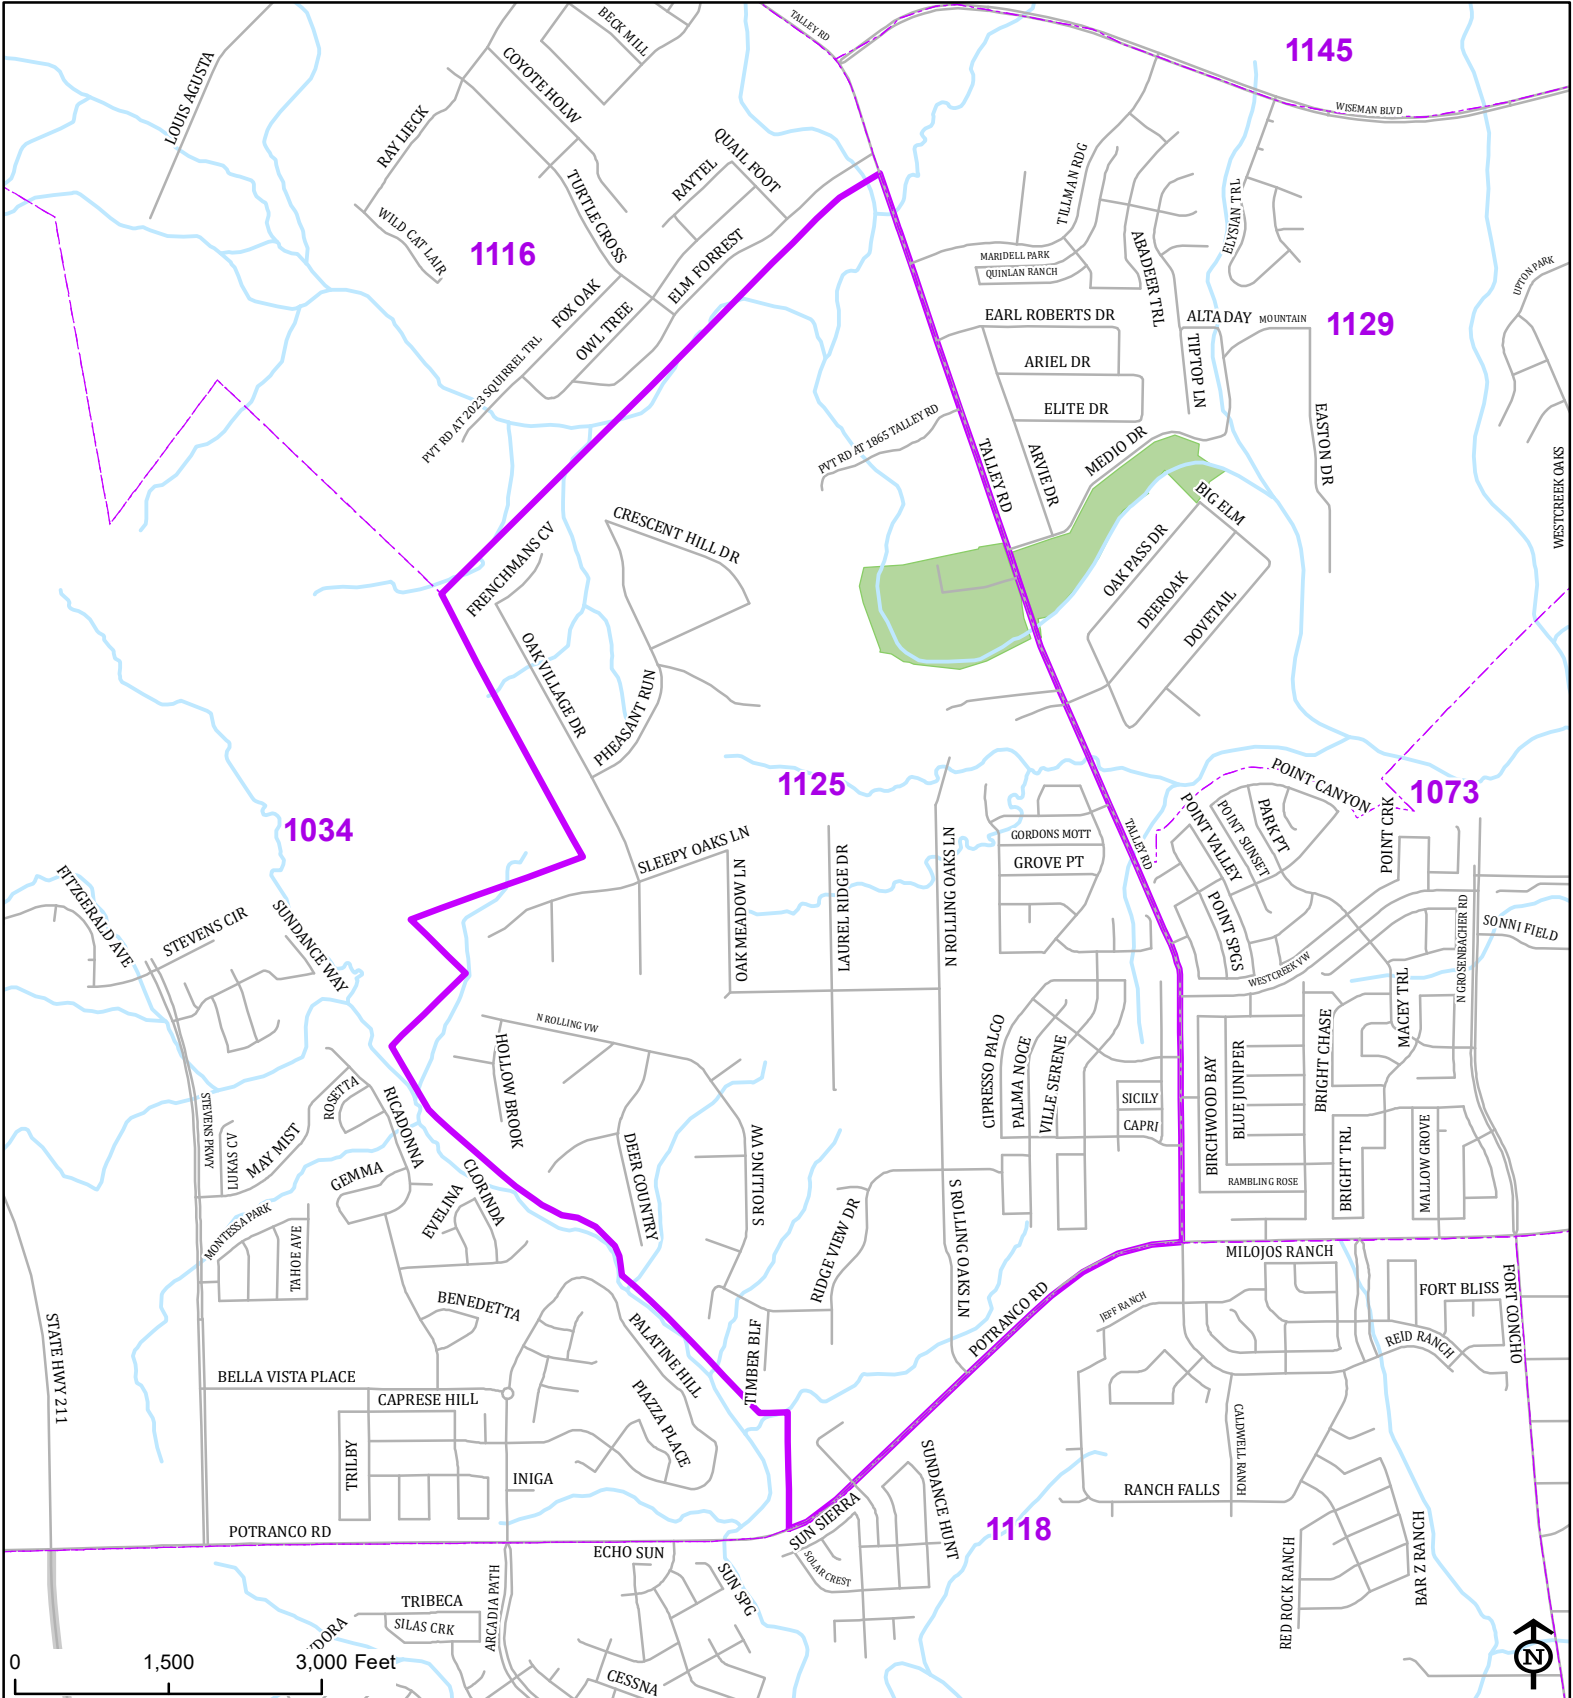 BECK MILL
TALLEY RD
1145
LOUIS AGUSTA
COYOTE HOLW
WISEMAN BLVD
RAY LIECK
QUAIL FOOT
RAYTEL
TILLMAN RDG
TURTLE CROSS
ELYSIAN TRL
WILD CAT LAIR
1116
ABADEER TRL
MARIDELL PARK
QUINLAN RANCH
UPTON PARK
ELM FORREST
FOX OAK
OWL TREE
EARL ROBERTS DR
ALTA DAY
MOUNTAIN
1129
PVT RD AT 2023 SQUIRREL TRL
ARIEL DR
TIPTOP LN
ELITE DR
PVT RD AT 1865 TALLEY RD
EASTON DR
MEDIO DR
TALLEY RD
ARVIE DR
WESTCREEK OAKS
BIG ELM
CRESCENT HILL DR
FRENCHMANS CV
OAK PASS DR
DEEROAK
DOVETAIL
OAK VILLAGE DR
PHEASANT RUN
1125
POINT CANYON
1073
1034
TALLEY RD
POINT VALLEY
POINT SUNSET
PARK PT
POINT CRK
GORDONS MOTT
GROVE PT
SLEEPY OAKS LN
OAK MEADOW LN
LAUREL RIDGE DR
N ROLLING OAKS LN
FITZGERALD AVE
STEVENS CIR
SUNDANCE WAY
POINT SPGS
N GROSENBACHER RD
SONNI FIELD
WESTCREEK VW
MACEY TRL
N ROLLING VW
HOLLOW BROOK
CIPRESSO PALCO
PALMA NOCE
VILLE SERENE
BIRCHWOOD BAY
BLUE JUNIPER
BRIGHT CHASE
STEVENS PKWY
LUKAS CV
MAY MIST
ROSETTA
RICADONNA
SICILY
CAPRI
DEER COUNTRY
S ROLLING VW
BRIGHT TRL
MALLOW GROVE
GEMMA
CLORINDA
EVELINA
RAMBLING ROSE
MONTESSA PARK
TAHOE AVE
RIDGE VIEW DR
S ROLLING OAKS LN
MILOJOS RANCH
FORT BLISS
FORT CONCHO
BENEDETTA
POTRANCO RD
JEFF RANCH
REID RANCH
STATE HWY 211
PALATINE HILL
TIMBER BLF
BELLA VISTA PLACE
CAPRESE HILL
PIAZZA PLACE
TRILBY
INIGA
CALDWELL RANCH
SUNDANCE HUNT
RANCH FALLS
POTRANCO RD
SUN SIERRA
1118
ECHO SUN
SOLAR CREST
SUN SPG
RED ROCK RANCH
BAR Z RANCH
ARCADIA PATH
TRIBECA
SILAS CRK
CESSNA
0 1,500 3,000 Feet
N